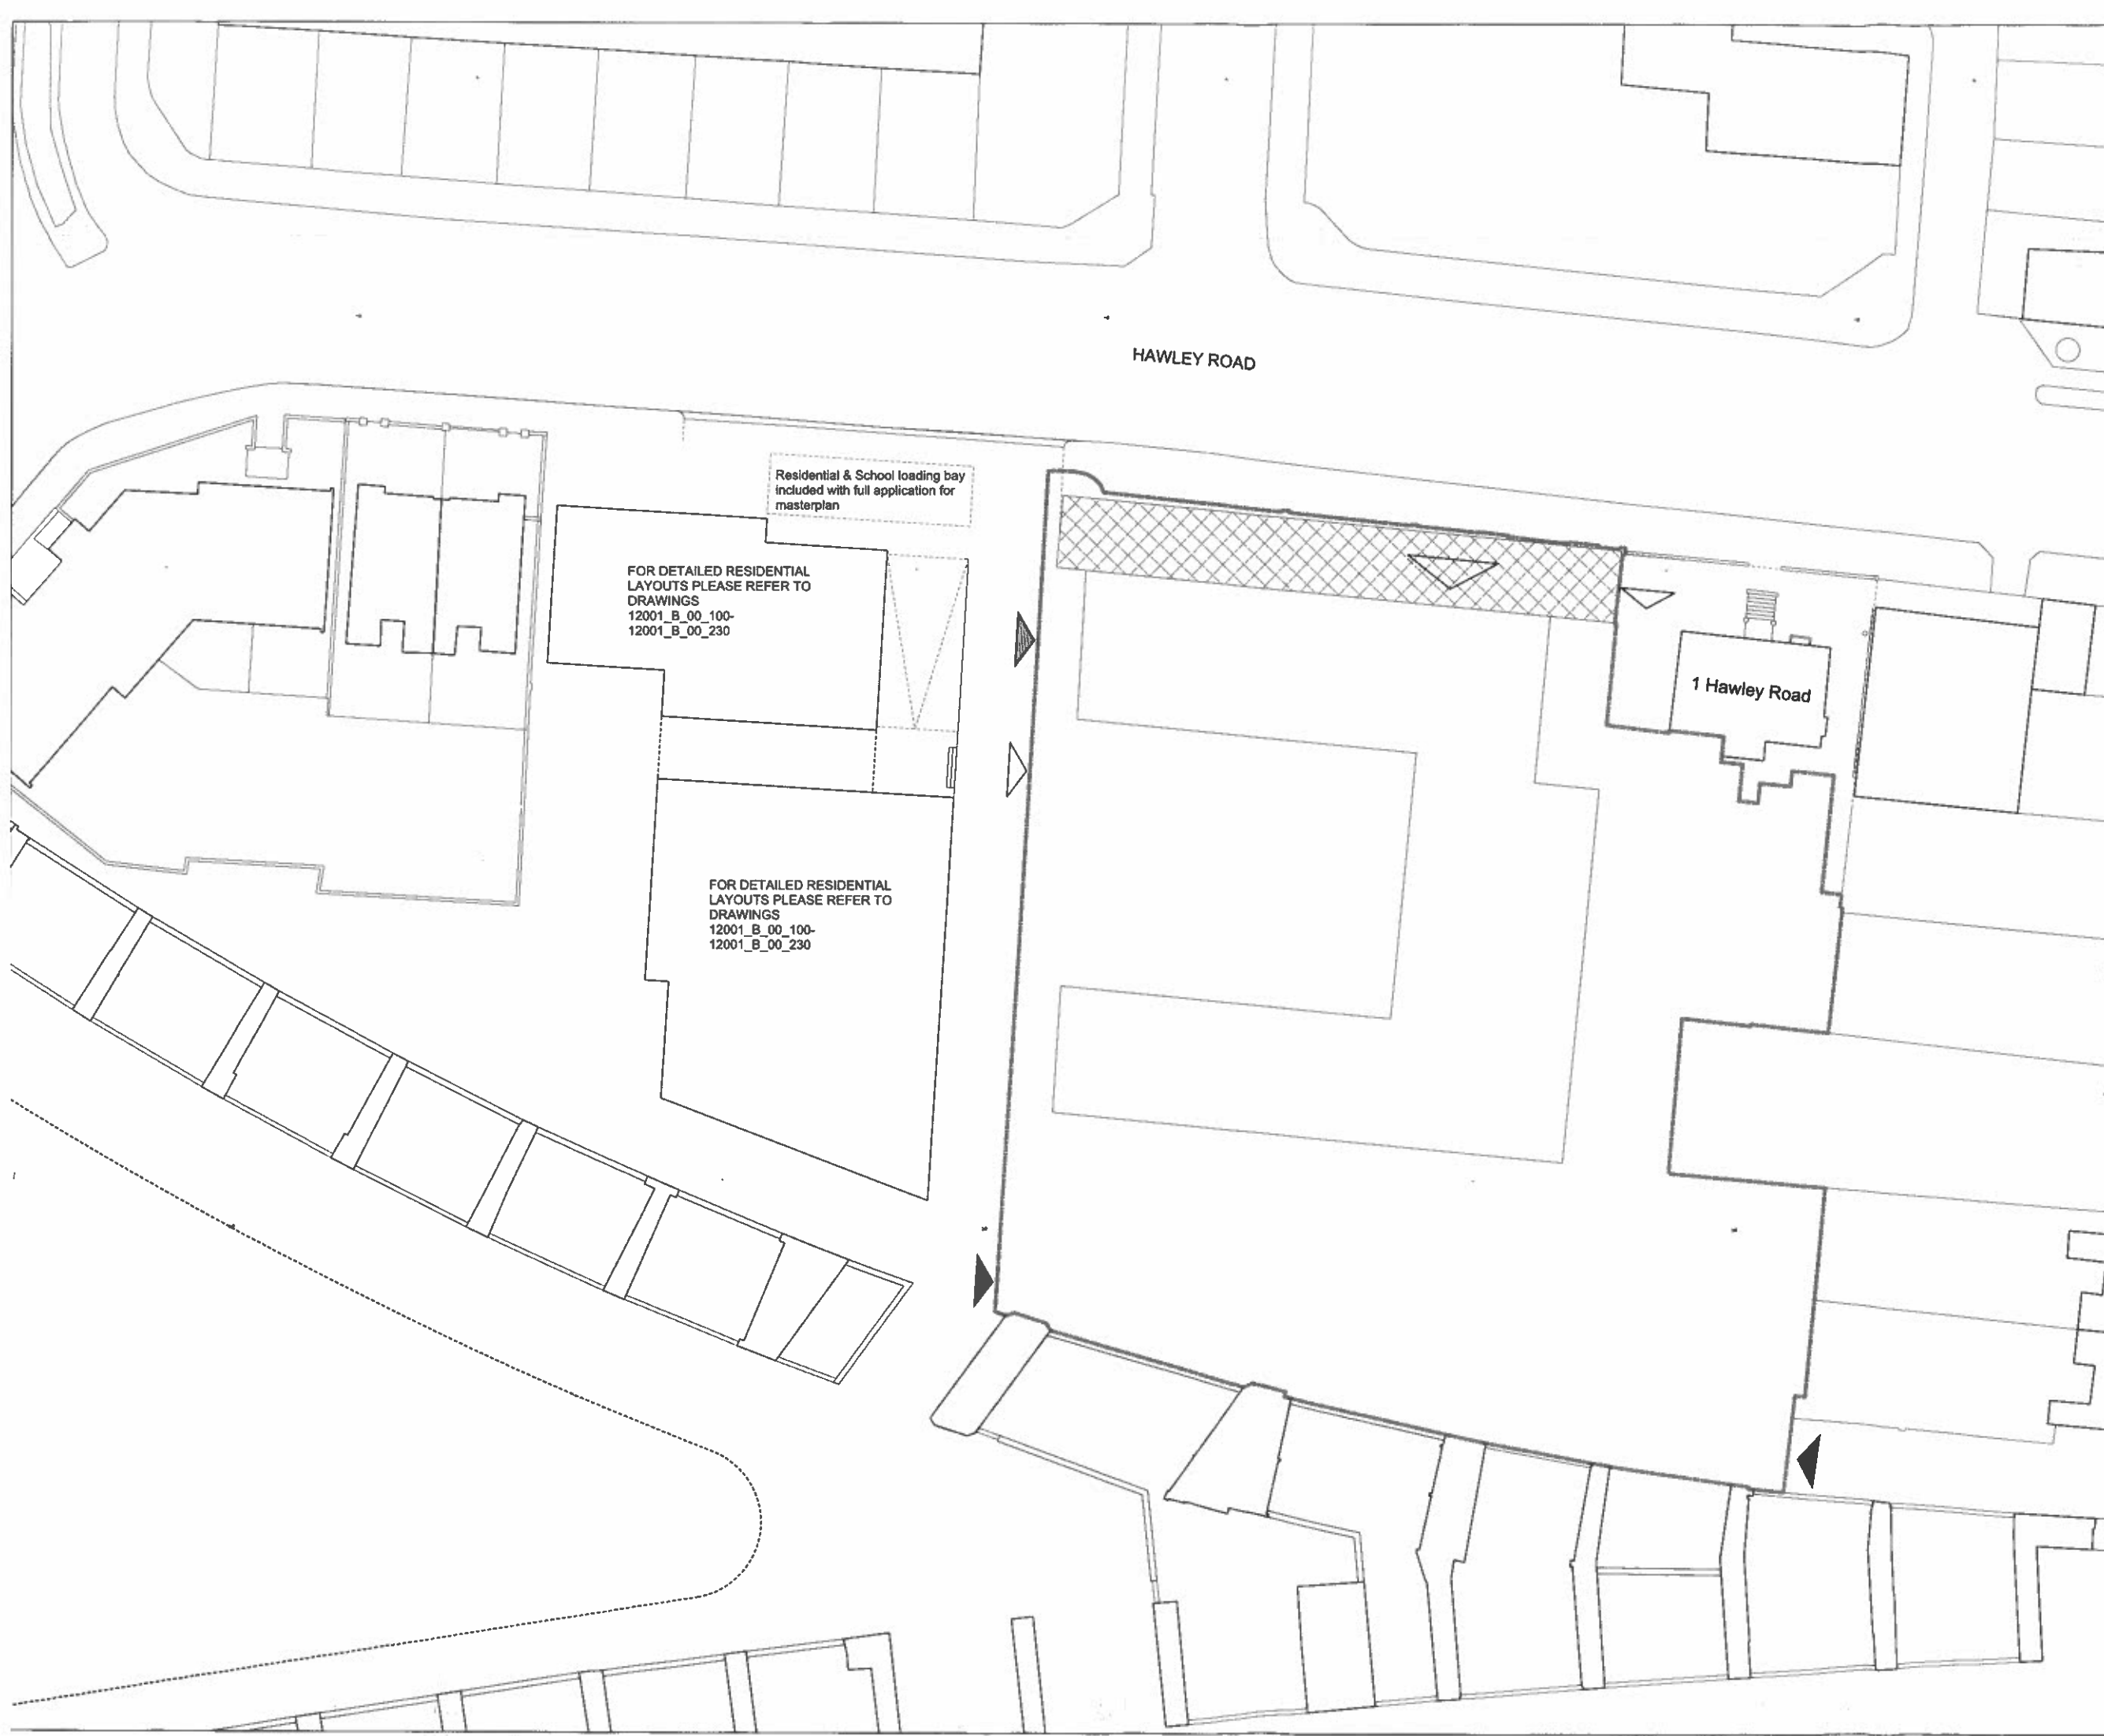 HAWLEY ROAD
Residential & School loading bay
included with full application for
masterplan
FOR DETAILED RESIDENTIAL
LAYOUTS PLEASE REFER TO
DRAWINGS
12001_B_00_100-
12001_B_00_230
1 Hawley Road
FOR DETAILED RESIDENTIAL
LAYOUTS PLEASE REFER TO
DRAWINGS
12001_B_00_100-
12001_B_00_230